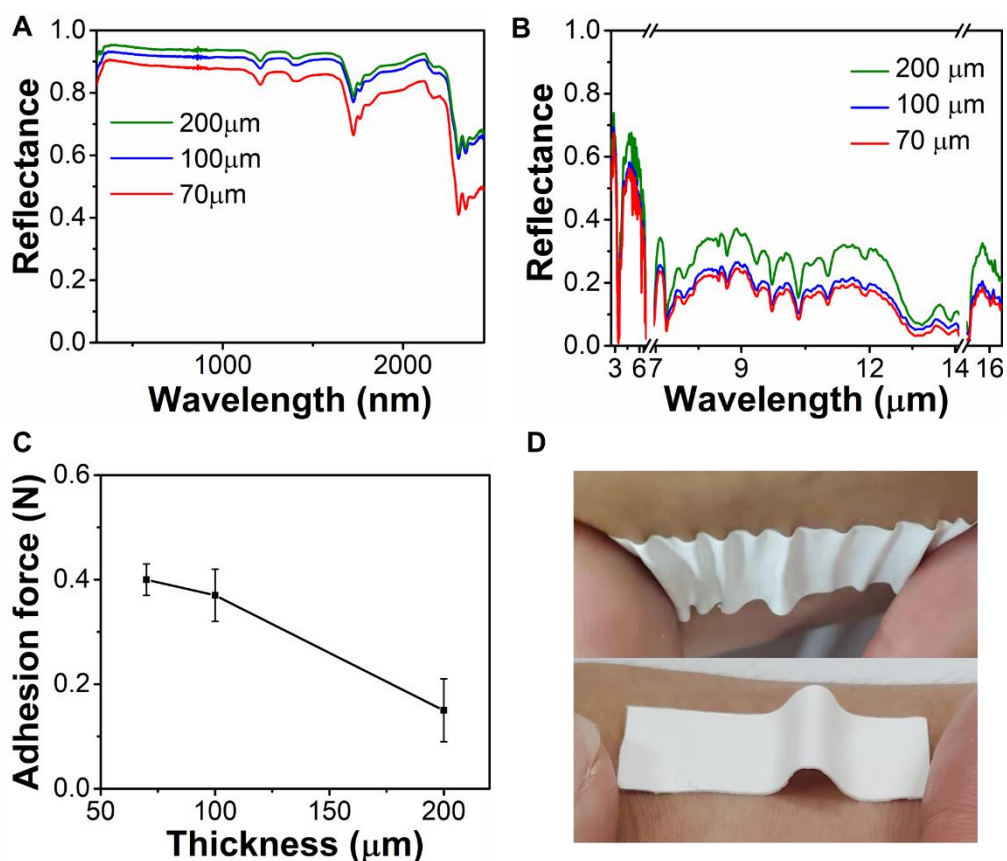 A
Reflectance
1.0
0.8
0.6
0.4
0.2
0.0
200μm
100μm
70μm
1000 2000
Wavelength (nm)
B
Reflectance
1.0
0.8
0.6
0.4
0.2
0.0
200 μm
100 μm
70 μm
3 6 7 9 12 14 16
Wavelength (μm)
C
Adhesion force (N)
0.6
0.4
0.2
0.0
50 100 150 200
Thickness (μm)
D